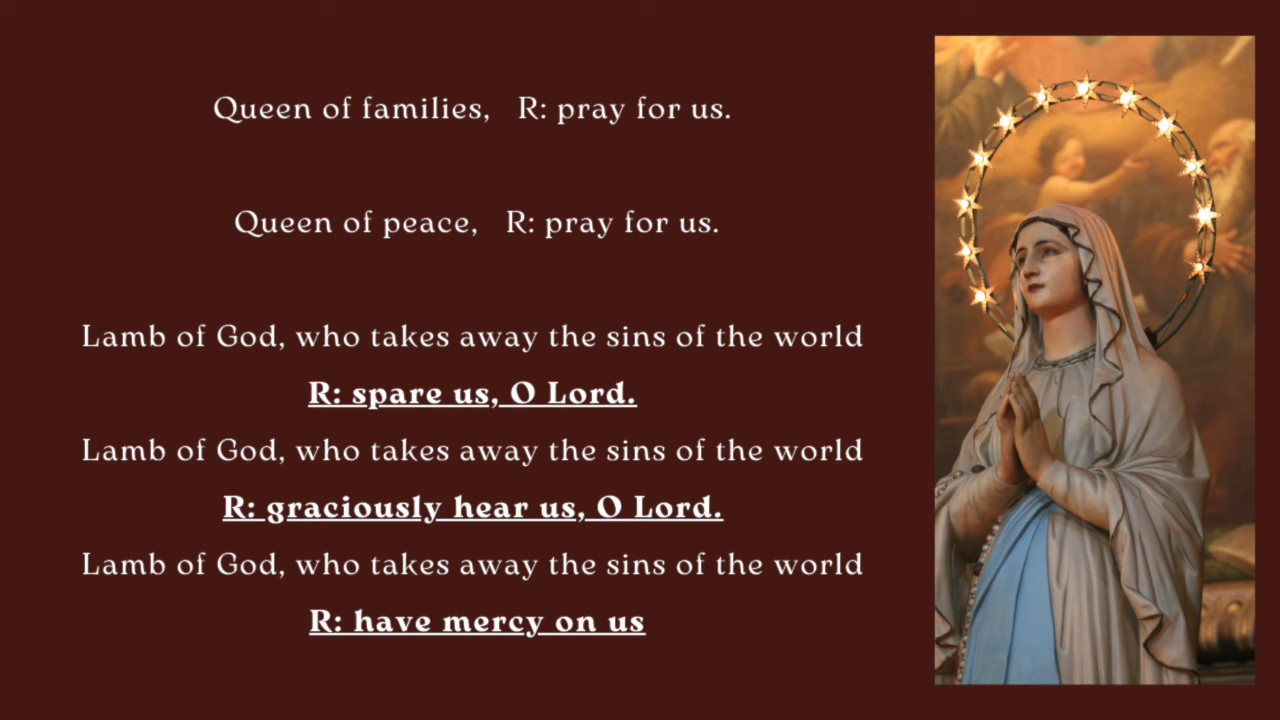 Queen of families, R: pray for us.
Queen of peace, R: pray for us.
Lamb of God, who takes away the sins of the world
R: spare us, O Lord.
Lamb of God, who takes away the sins of the world
R: graciously hear us, O Lord.
Lamb of God, who takes away the sins of the world
R: have mercy on us